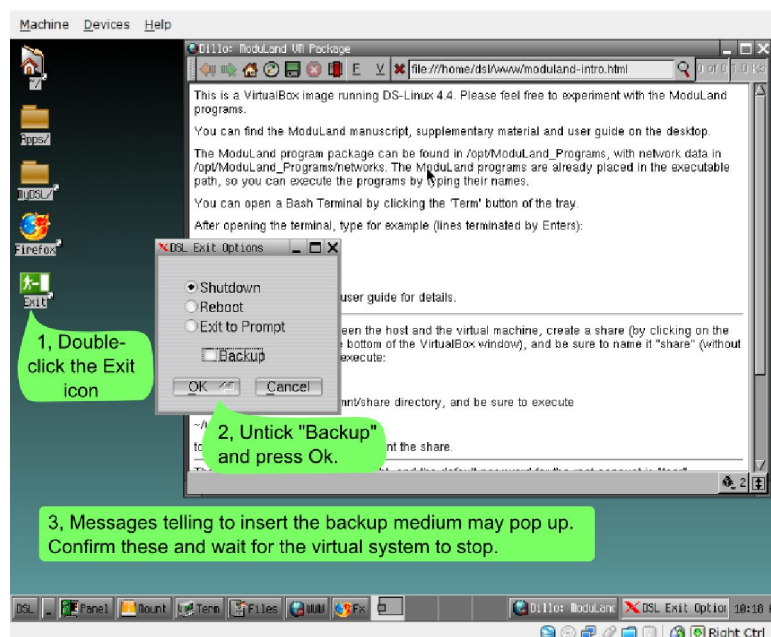 Machine Devices Help
Dillo: ModuLand VM Package
file:///home/dsl/www/moduland-intro.html
This is a VirtualBox image running DS-Linux 4.4. Please feel free to experiment with the ModuLand
programs.
You can find the ModuLand manuscript, supplementary material and user guide on the desktop.
The ModuLand program package can be found in /opt/ModuLand_Programs, with network data in
/opt/ModuLand_Programs/networks. The ModuLand programs are already placed in the executable
path, so you can execute the programs by typing their names.
You can open a Bash Terminal by clicking the 'Term' button of the tray.
After opening the terminal, type for example (lines terminated by Enters):
Apps/
MyDSL/
Firefox
Exit
DSL Exit Options
Shutdown
Reboot
Exit to Prompt
Backup
OK Cancel
user guide for details.
een the host and the virtual machine, create a share (by clicking on the
bottom of the VirtualBox window), and be sure to name it "share" (without
execute:
nnt/share directory, and be sure to execute
nt the share.
1, Double-
click the Exit
icon
2, Untick "Backup"
and press Ok.
3, Messages telling to insert the backup medium may pop up.
Confirm these and wait for the virtual system to stop.
2
DSL Panel Mount Term Files WWW Fx Dillo: ModuLand DSL Exit Option 10:10
Right Ctrl